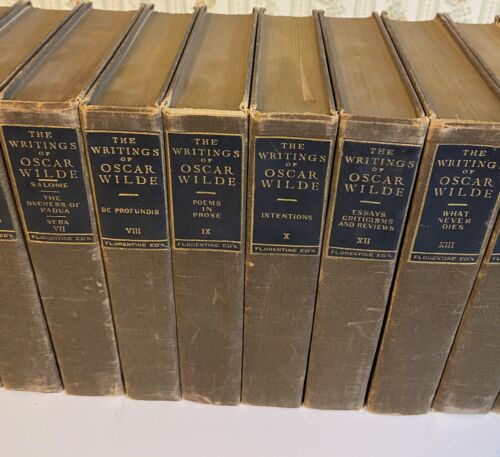 THE
WRITINGS
OF
OSCAR
WILDE
SALOME
THE
DUCHESS OF
PADUA
VERA
VII
FLORENTINE ED'N
THE
WRITINGS
OF
OSCAR
WILDE
DE PROFUNDIS
VIII
FLORENTINE ED'N
THE
WRITINGS
OF
OSCAR
WILDE
POEMS
IN
PROSE
IX
FLORENTINE ED'N
THE
WRITINGS
OF
OSCAR
WILDE
INTENTIONS
X
FLORENTINE ED'N
THE
WRITINGS
OF
OSCAR
WILDE
ESSAYS
CRITICISMS
AND REVIEWS
XII
FLORENTINE ED'N
THE
WRITINGS
OF
OSCAR
WILDE
WHAT
NEVER
DIES
XIII
FLORENTINE ED'N